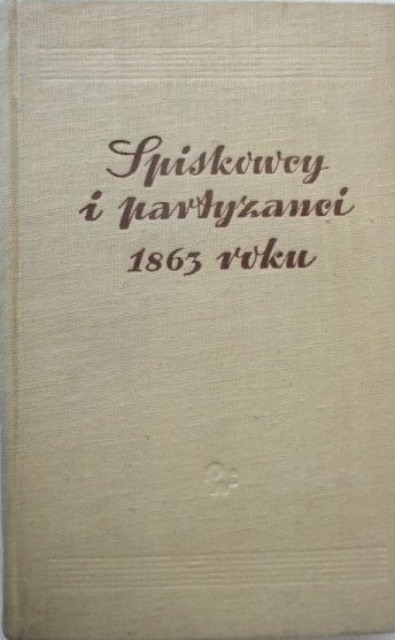 Spiskowcy
i partyzanci
1863 roku